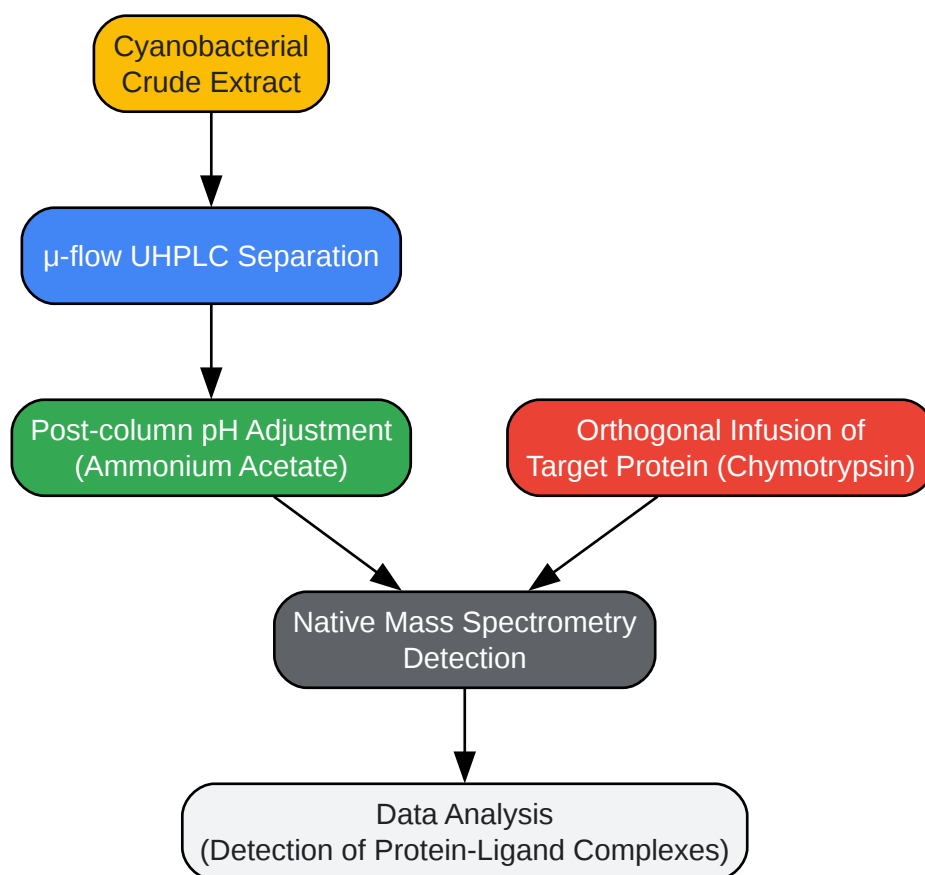 Cyanobacterial
Crude Extract
μ-flow UHPLC Separation
Post-column pH Adjustment
(Ammonium Acetate)
Orthogonal Infusion of
Target Protein (Chymotrypsin)
Native Mass Spectrometry
Detection
Data Analysis
(Detection of Protein-Ligand Complexes)